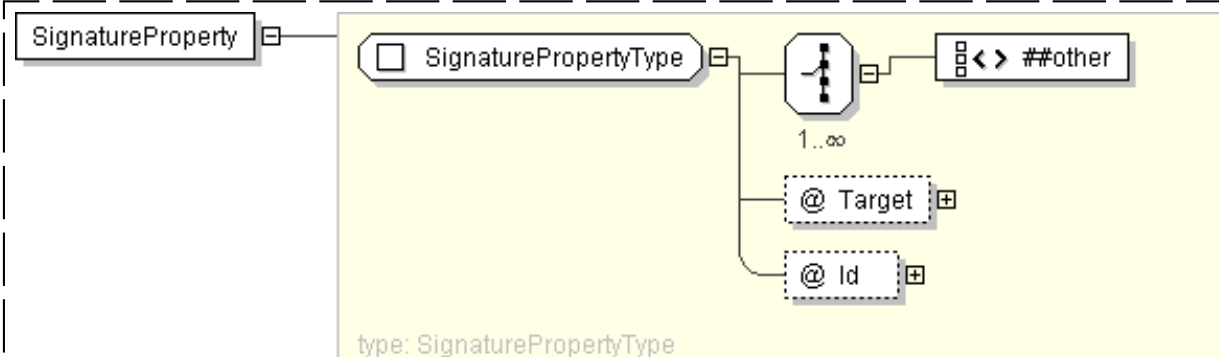 SignatureProperty
SignaturePropertyType
##other
1..∞
@ Target
@ Id
type: SignaturePropertyType